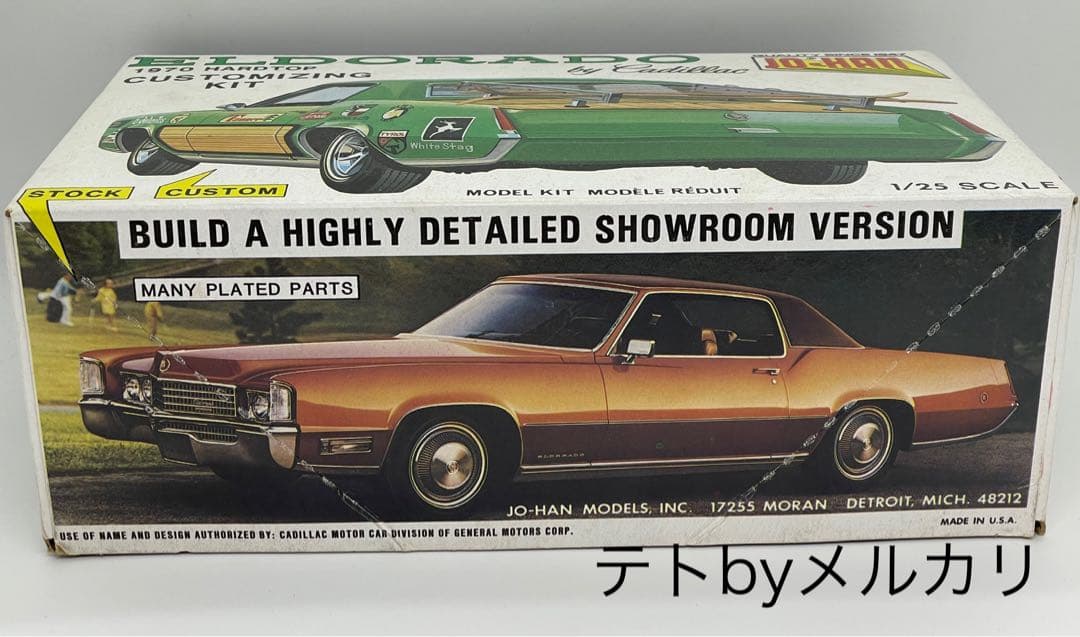 ELDORADO
by Cadillac
QUALITY SINCE 1947
JO-HAN
1970 HARDTOP
CUSTOMIZING
KIT
TYROL
White Stag
STOCK
CUSTOM
MODEL KIT MODÈLE RÉDUIT
1/25 SCALE
BUILD A HIGHLY DETAILED SHOWROOM VERSION
MANY PLATED PARTS
ELDORADO
JO-HAN MODELS, INC. 17255 MORAN DETROIT, MICH. 48212
MADE IN U.S.A.
USE OF NAME AND DESIGN AUTHORIZED BY: CADILLAC MOTOR CAR DIVISION OF GENERAL MOTORS CORP.
テトbyメルカリ